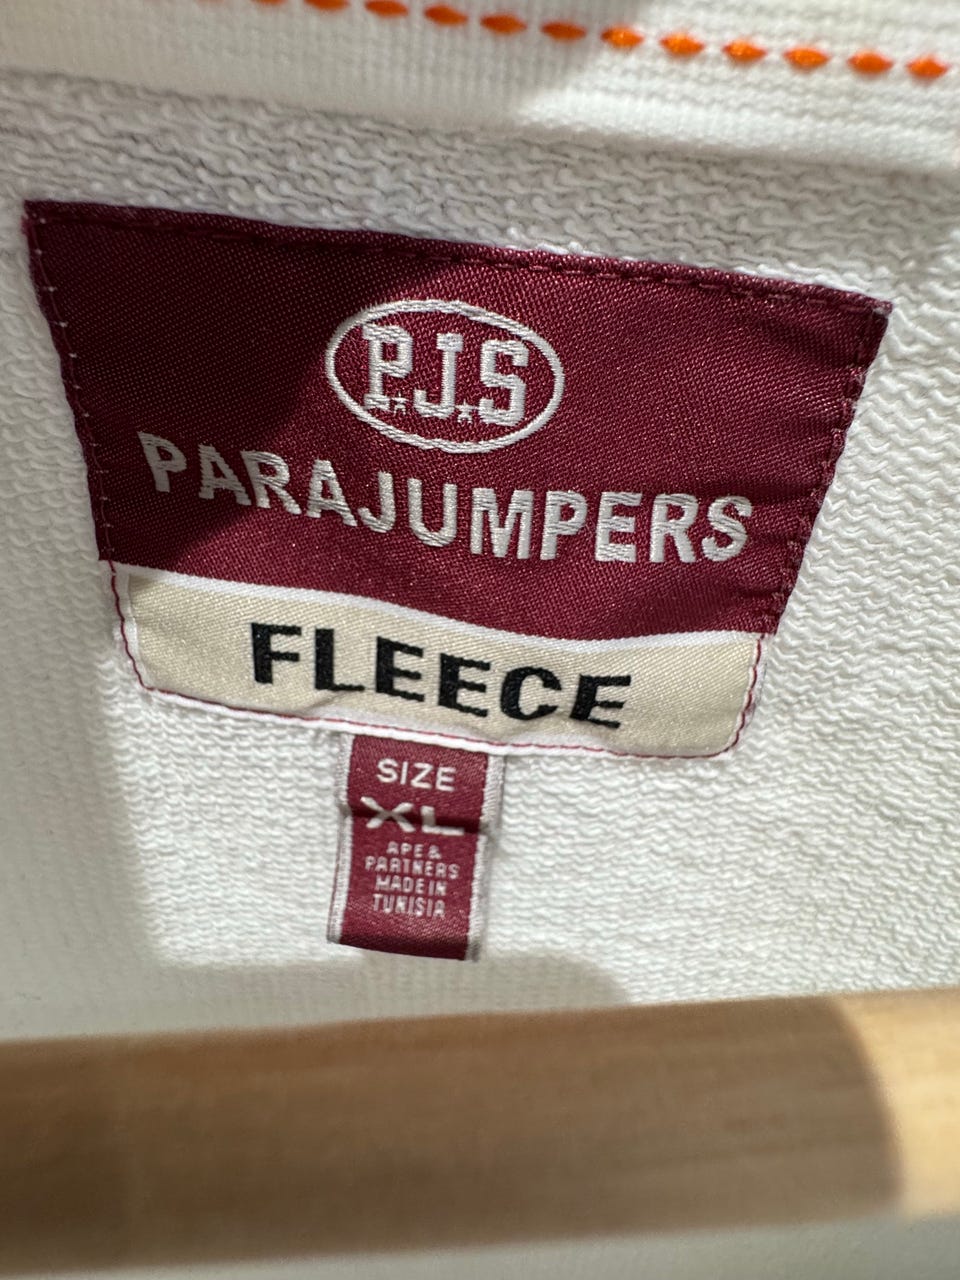 P.J.S
PARAJUMPERS
FLEECE
SIZE
XL
APE &
PARTNERS
MADE IN
TUNISIA